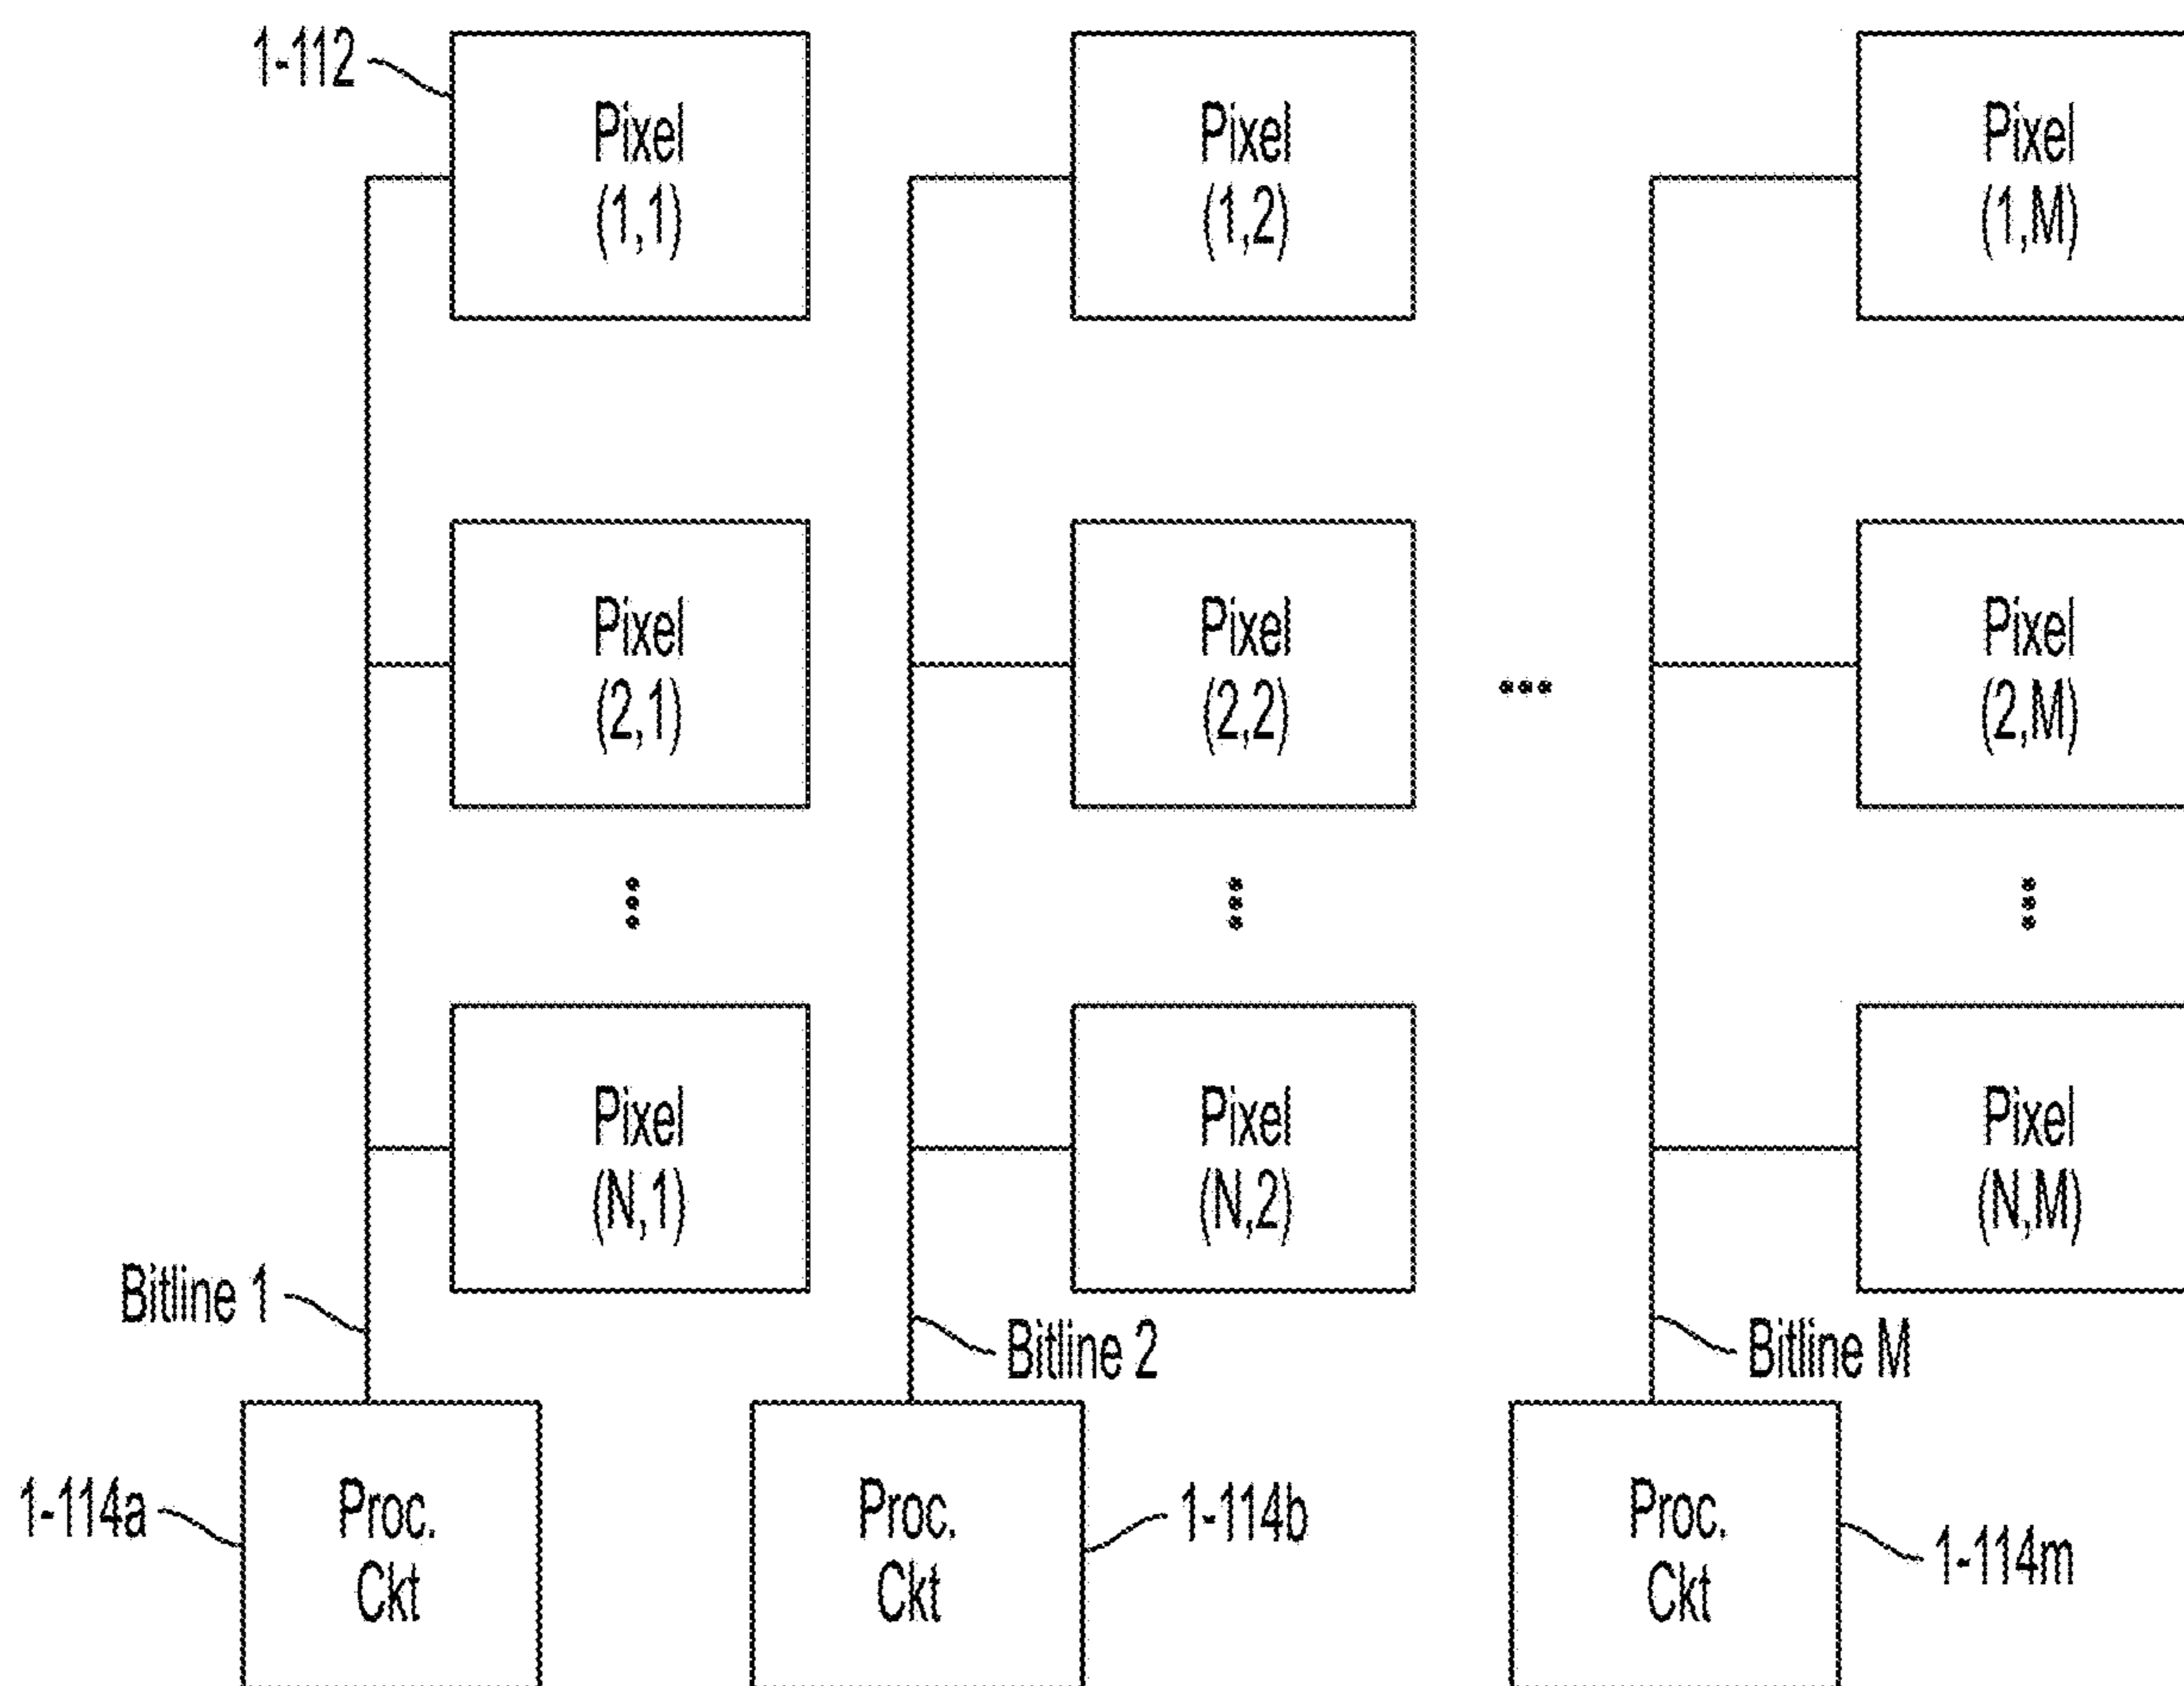 1-112
Pixel
(1,1)
Pixel
(1,2)
Pixel
(1,M)
Pixel
(2,1)
Pixel
(2,2)
Pixel
(2,M)
Pixel
(N,1)
Pixel
(N,2)
Pixel
(N,M)
Bitline 1
Bitline 2
Bitline M
1-114a
Proc.
Ckt
Proc.
Ckt
1-114b
Proc.
Ckt
1-114m